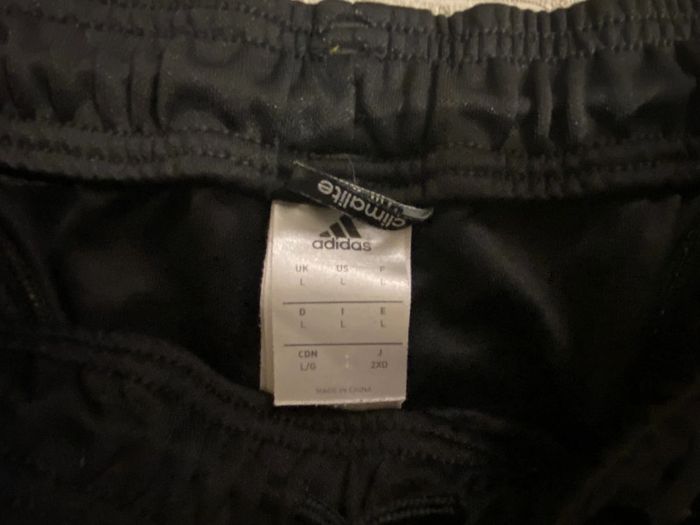 climalite
adidas
UK US F
L L L
D I E
L L L
CDN J
L/G 2XO
MADE IN CHINA